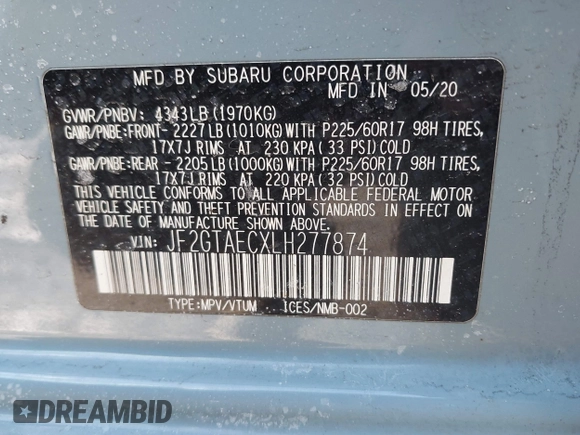 MFD BY SUBARU CORPORATION
MFD IN 05/20
GVWR/PNBV: 4343LB(1970KG)
GAWR/PNBE:FRONT- 2227LB(1010KG)WITH P225/60R17 98H TIRES,
17X7J RIMS AT 230 KPA(33 PSI)COLD
GAWR/PNBE:REAR- 2205LB(1000KG)WITH P225/60R17 98H TIRES,
17X7J RIMS AT 220 KPA(32 PSI)COLD
THIS VEHICLE CONFORMS TO ALL APPLICABLE FEDERAL MOTOR
VEHICLE SAFETY AND THEFT PREVENTION STANDARDS IN EFFECT
ON THE DATE OF MANUFACTURE SHOWN ABOVE.
VIN: JF2GTAECXLH277874
TYPE:MPV/VTUM ICES/NMB-002
DREAMBID